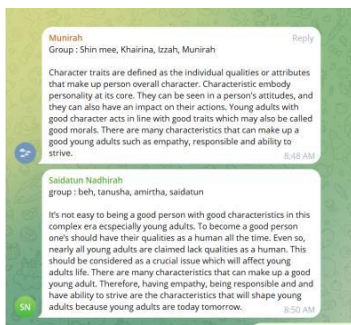 Munirah
Reply
Group : Shin mee, Khairina, Izzah, Munirah
Character traits are defined as the individual qualities or attributes
that make up person overall character. Characteristic embody
personality at its core. They can be seen in a person's attitudes, and
they can also have an impact on their actions. Young adults with
good character acts in line with good traits which may also be called
good morals. There are many characteristics that can make up a
good young adults such as empathy, responsible and ability to
strive.
8:48 AM
Saidatun Nadhirah
group : beh, tanusha, amirtha, saidatun
It's not easy to being a good person with good characteristics in this
complex era ecspecially young adults. To become a good person
one's should have their qualities as a human all the time. Even so,
nearly all young adults are claimed lack qualities as a human. This
should be considered as a crucial issue which will affect young
adults life. There are many characteristics that can make up a good
young adult. Therefore, having empathy, being responsible and and
have ability to strive are the characteristics that will shape young
adults because young adults are today tomorrow.
8:50 AM
SN